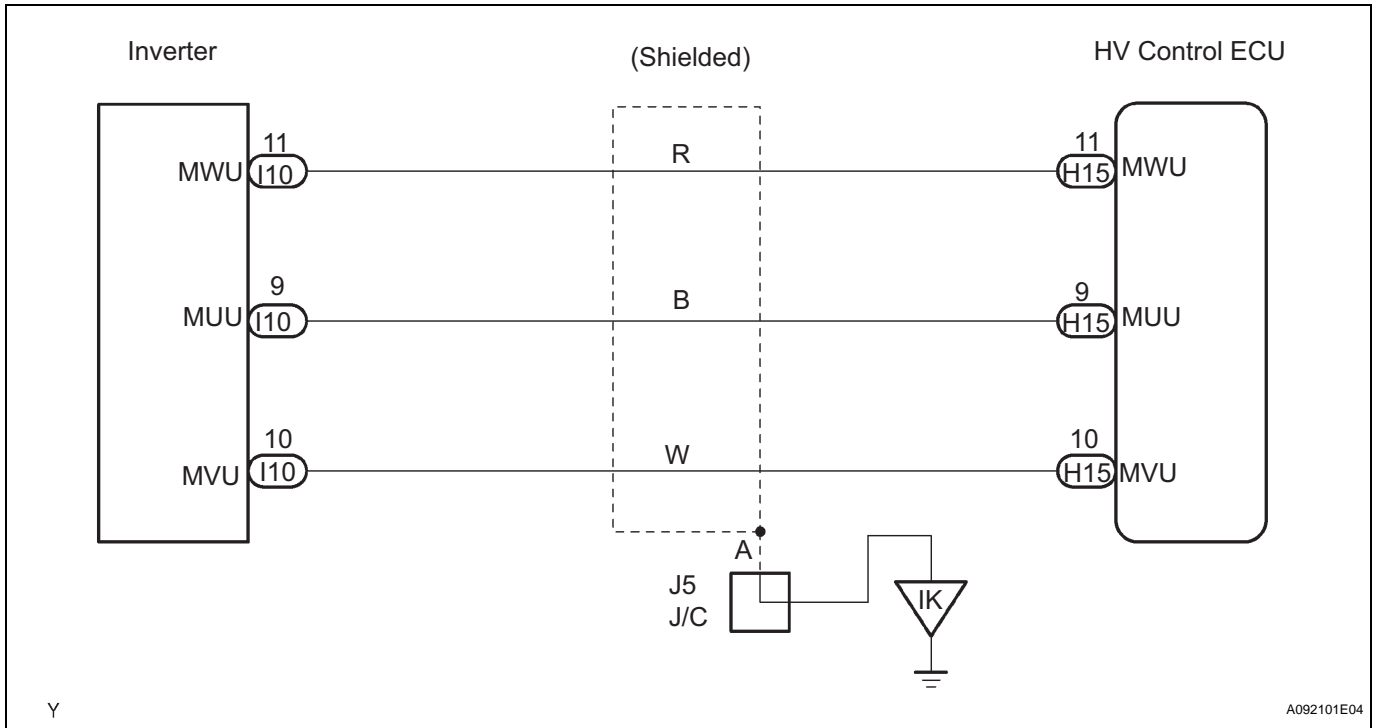 Inverter
(Shielded)
HV Control ECU
11
R
11
MWU
I10
H15
MWU
9
B
9
MUU
I10
H15
MUU
10
W
10
MVU
I10
H15
MVU
A
J5
J/C
IK
Y
A092101E04